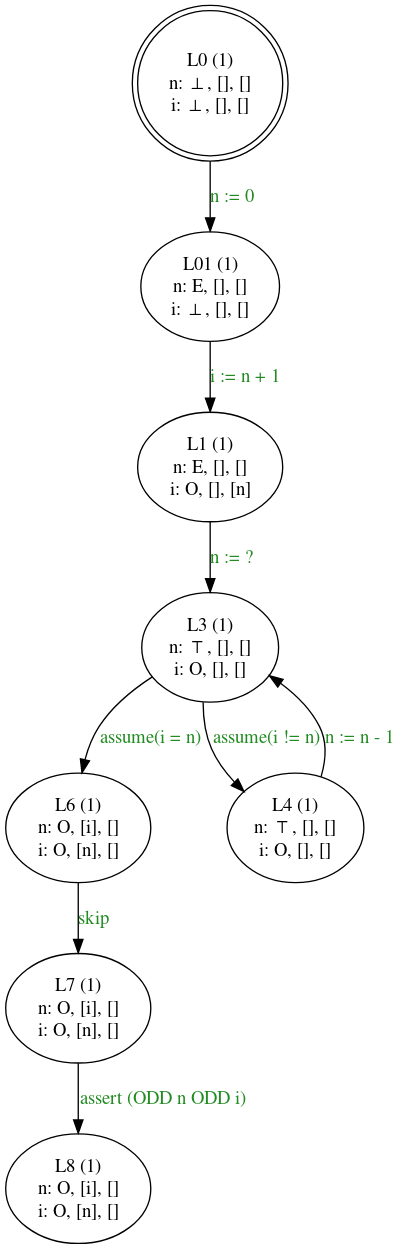 L0 (1)
n: ⊥, [], []
i: ⊥, [], []
n := 0
L01 (1)
n: E, [], []
i: ⊥, [], []
i := n + 1
L1 (1)
n: E, [], []
i: O, [], [n]
n := ?
L3 (1)
n: ⊤, [], []
i: O, [], []
assume(i = n)
assume(i != n)
n := n - 1
L6 (1)
n: O, [i], []
i: O, [n], []
L4 (1)
n: ⊤, [], []
i: O, [], []
skip
L7 (1)
n: O, [i], []
i: O, [n], []
assert (ODD n ODD i)
L8 (1)
n: O, [i], []
i: O, [n], []